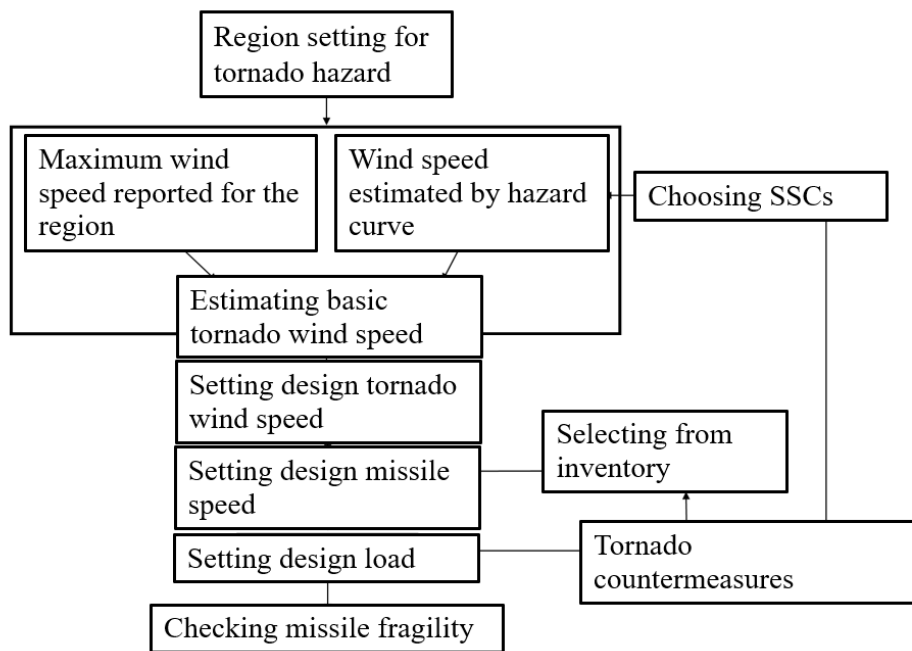 Region setting for
tornado hazard
Maximum wind
speed reported for the
region
Wind speed
estimated by hazard
curve
Choosing SSCs
Estimating basic
tornado wind speed
Setting design tornado
wind speed
Selecting from
inventory
Setting design missile
speed
Setting design load
Tornado
countermeasures
Checking missile fragility